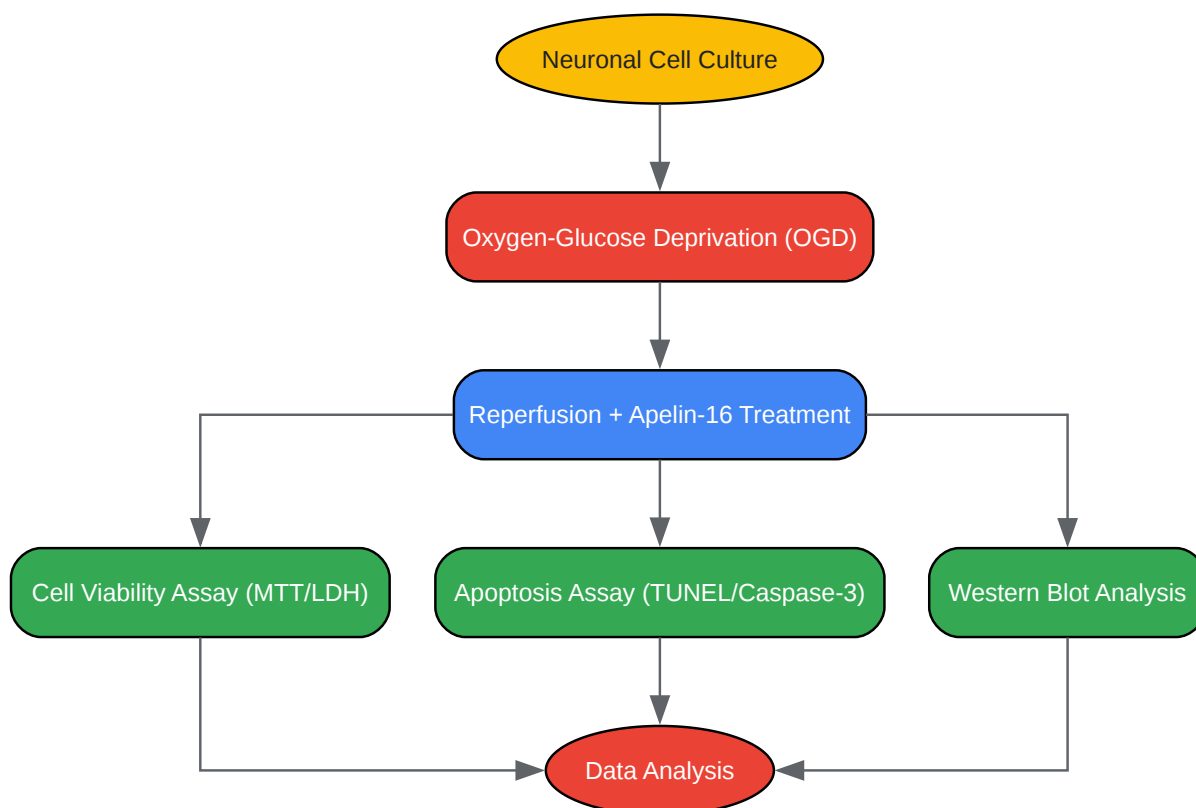 Neuronal Cell Culture
Oxygen-Glucose Deprivation (OGD)
Reperfusion + Apelin-16 Treatment
Cell Viability Assay (MTT/LDH)
Apoptosis Assay (TUNEL/Caspase-3)
Western Blot Analysis
Data Analysis